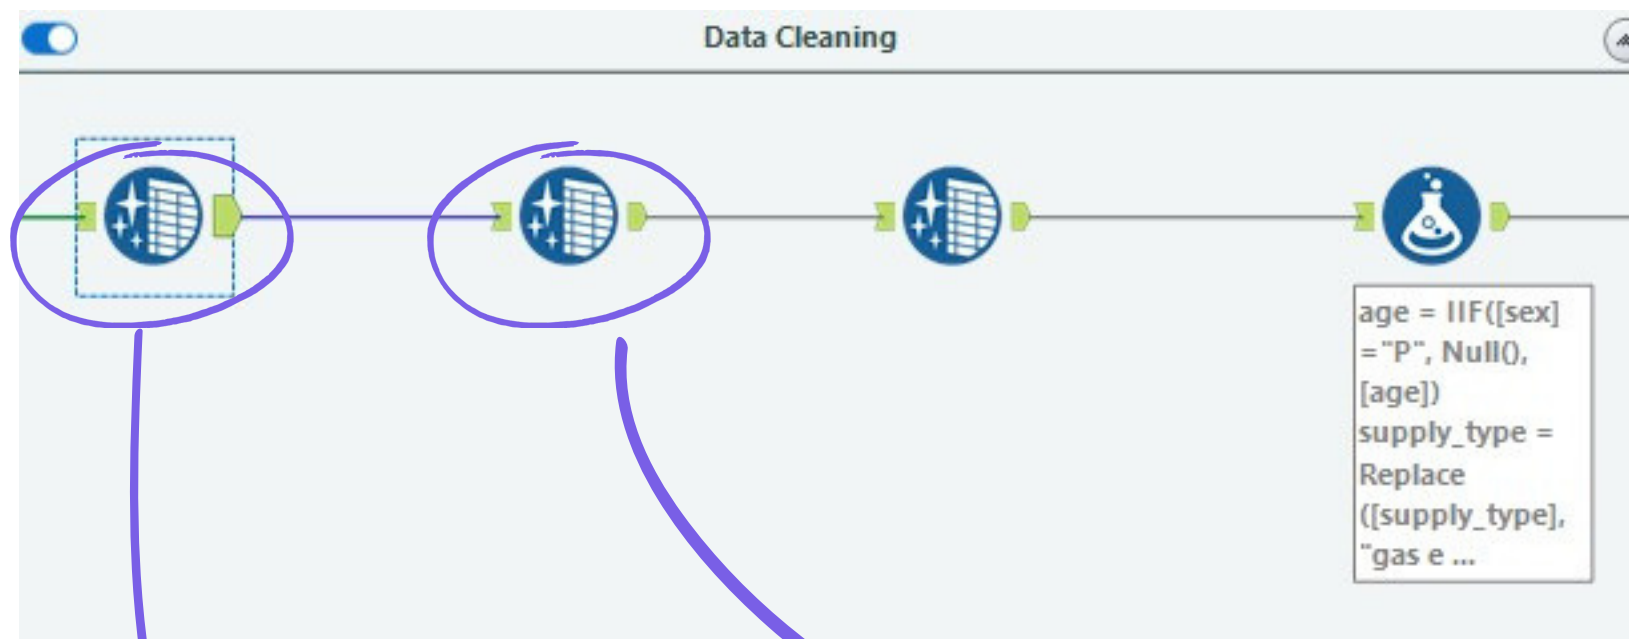 Data Cleaning
age = IIF([sex]
="P", Null(),
[age])
supply_type =
Replace
([supply_type],
"gas e ...